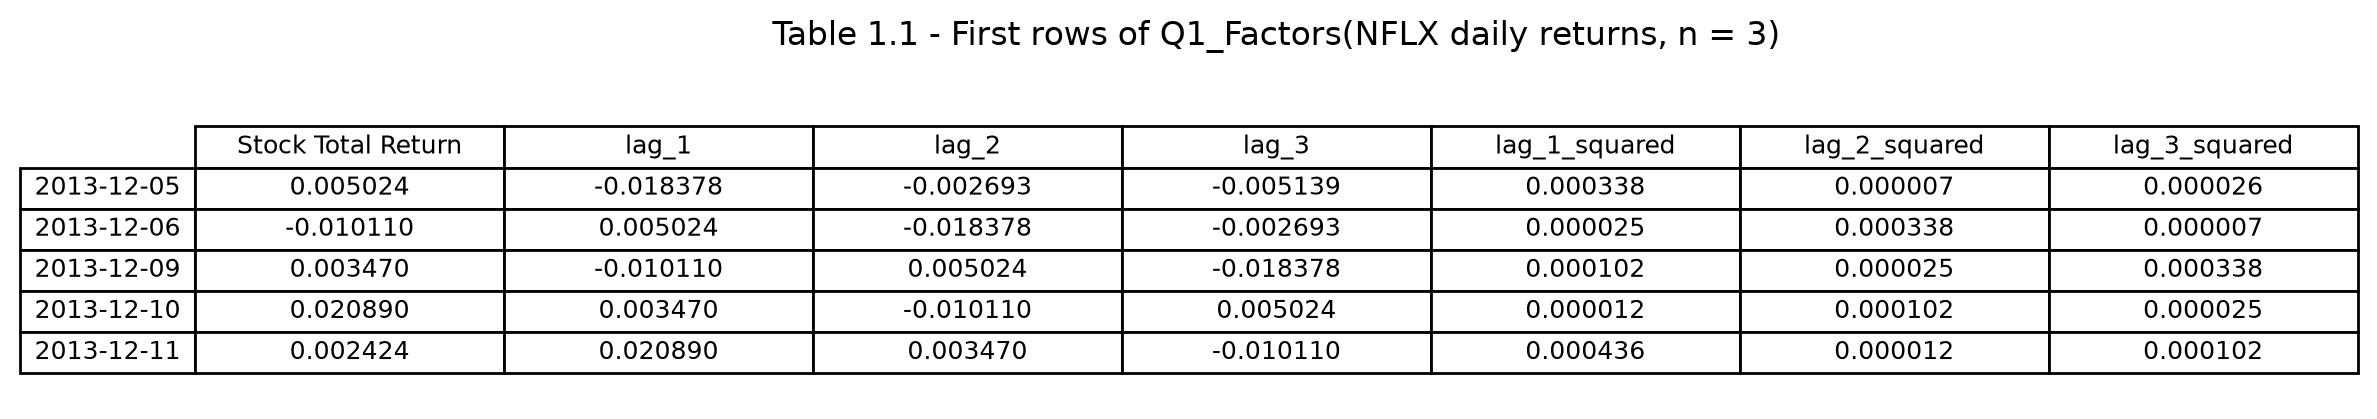 Table 1.1 - First rows of Q1_Factors(NFLX daily returns, n = 3)
Stock Total Return lag_1 lag_2 lag_3 lag_1_squared lag_2_squared lag_3_squared
2013-12-05 0.005024 -0.018378 -0.002693 -0.005139 0.000338 0.000007 0.000026
2013-12-06 -0.010110 0.005024 -0.018378 -0.002693 0.000025 0.000338 0.000007
2013-12-09 0.003470 -0.010110 0.005024 -0.018378 0.000102 0.000025 0.000338
2013-12-10 0.020890 0.003470 -0.010110 0.005024 0.000012 0.000102 0.000025
2013-12-11 0.002424 0.020890 0.003470 -0.010110 0.000436 0.000012 0.000102